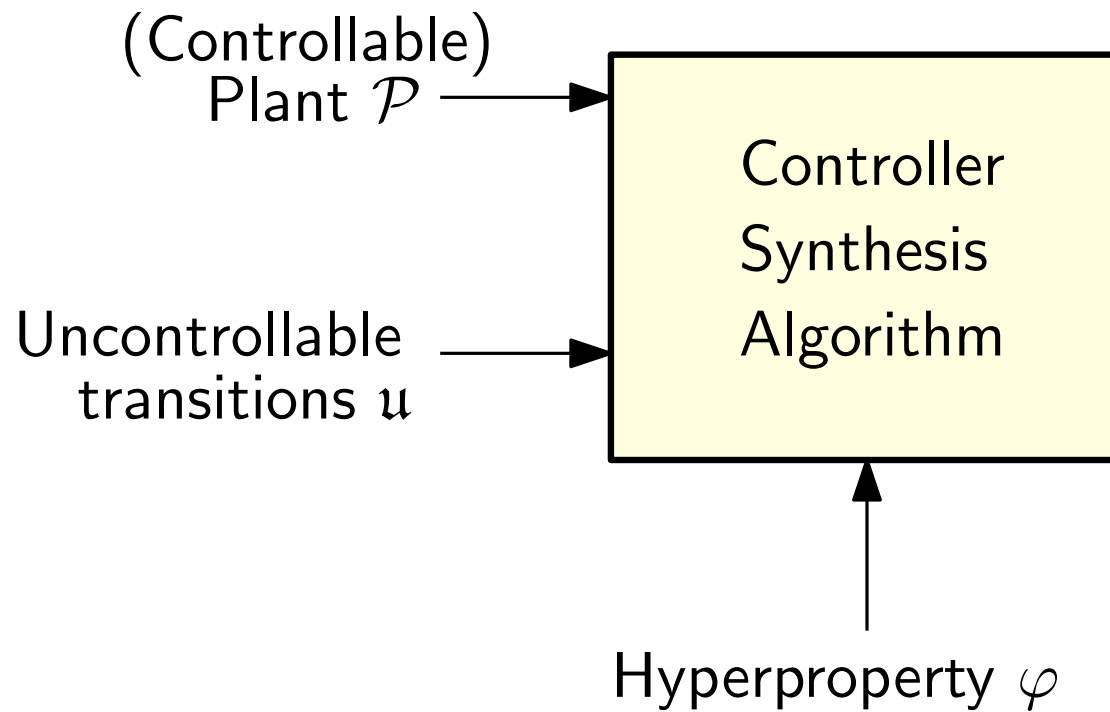 (Controllable)
Plant 𝒫
Controller
Synthesis
Algorithm
Uncontrollable
transitions 𝔲
Hyperproperty φ